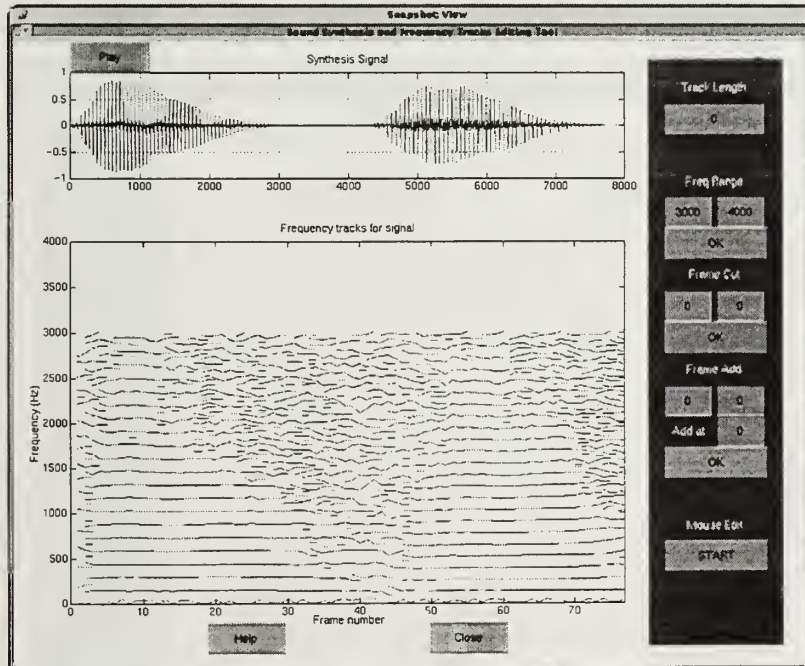 Snapshot View
Sound Synthesis and Frequency Tracks Editing Tool
Play
Synthesis Signal
1
0.5
0
−0.5
−1
0 1000 2000 3000 4000 5000 6000 7000 8000
Frequency tracks for signal
4000
3500
3000
2500
2000
1500
1000
500
0
Frequency (Hz)
0 10 20 30 40 50 60 70
Frame number
Help
Close
Track Length
0
Freq Range
3000 4000
OK
Frame Cut
0 0
OK
Frame Add
0 0
Add at 0
OK
Mouse Edit
START